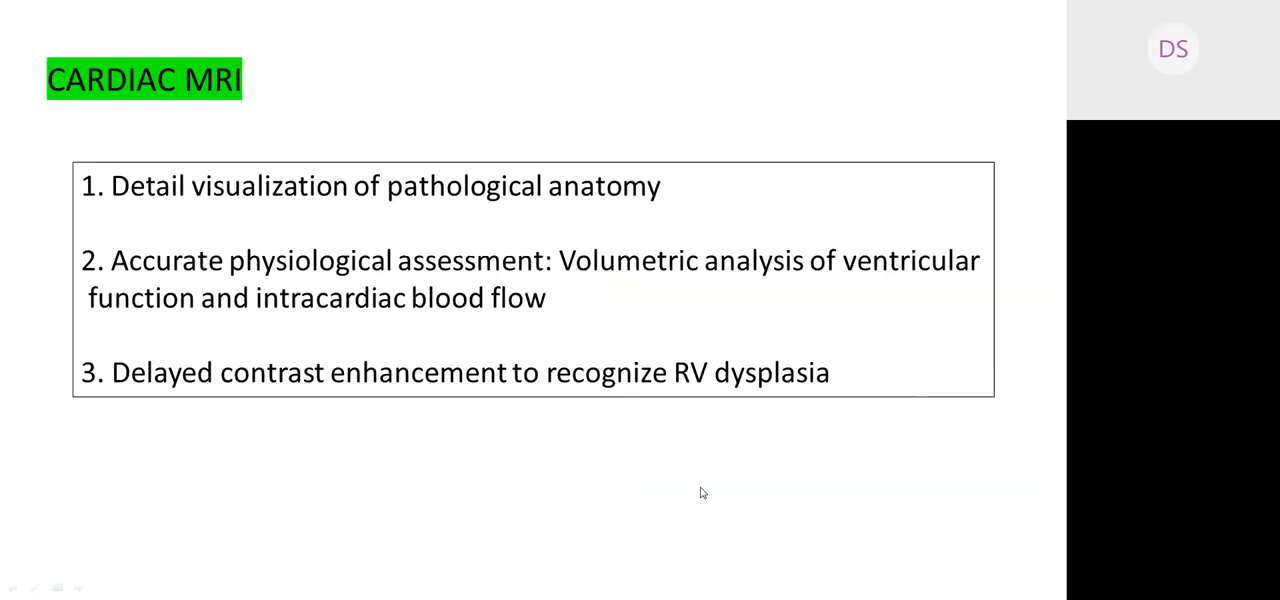 CARDIAC MRI
DS
1. Detail visualization of pathological anatomy
2. Accurate physiological assessment: Volumetric analysis of ventricular
function and intracardiac blood flow
3. Delayed contrast enhancement to recognize RV dysplasia